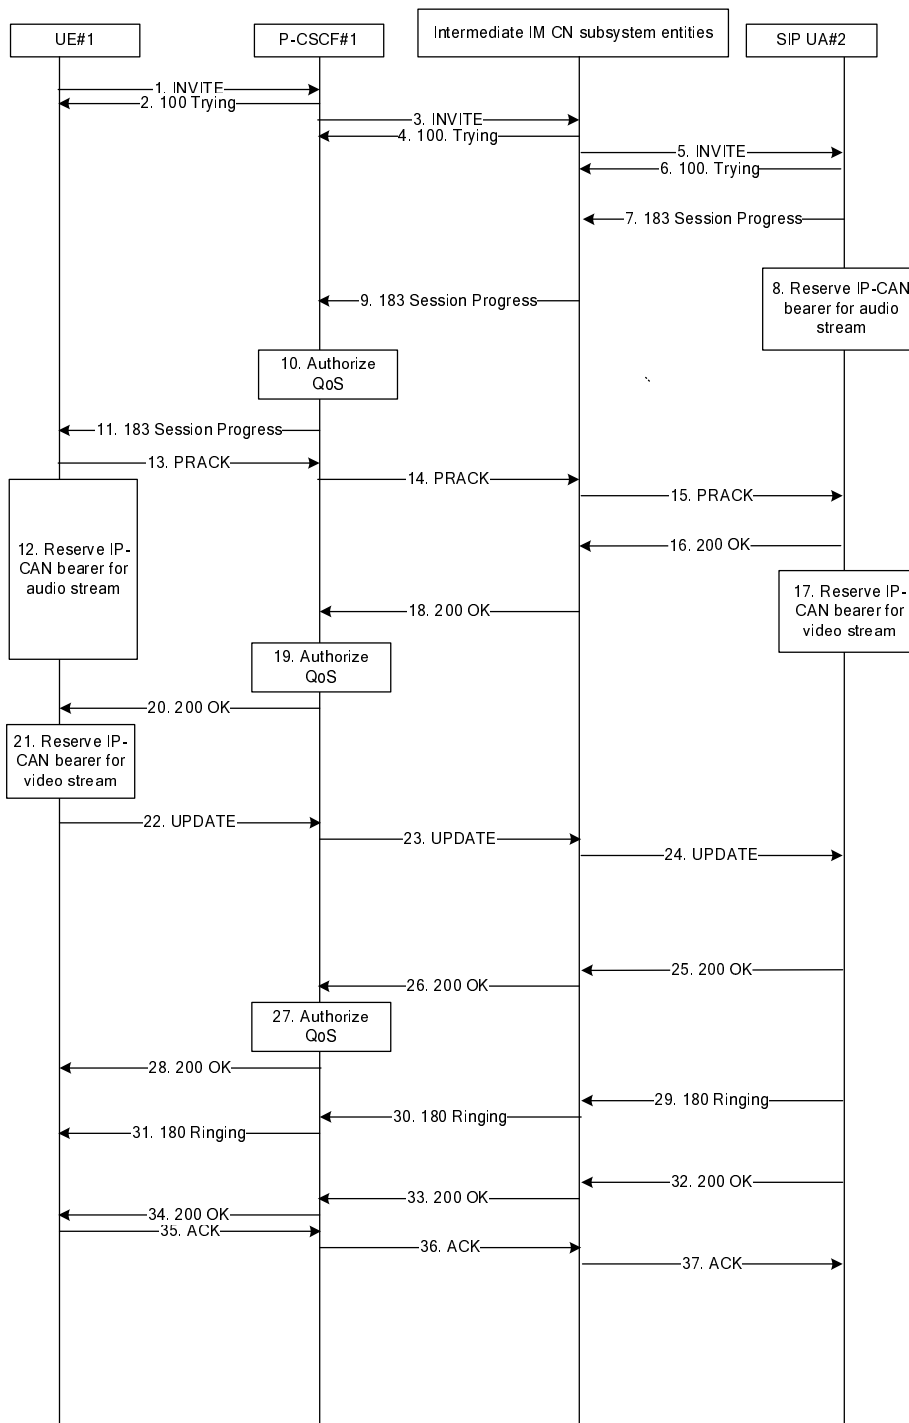 UE#1
P-CSCF#1
Intermediate IM CN subsystem entities
SIP UA#2
1. INVITE
2. 100 Trying
3. INVITE
4. 100. Trying
5. INVITE
6. 100. Trying
7. 183 Session Progress
8. Reserve IP-CAN
bearer for audio
stream
9. 183 Session Progress
10. Authorize
QoS
11. 183 Session Progress
13. PRACK
14. PRACK
15. PRACK
12. Reserve IP-
CAN bearer for
audio stream
16. 200 OK
17. Reserve IP-
CAN bearer for
video stream
18. 200 OK
19. Authorize
QoS
20. 200 OK
21. Reserve IP-
CAN bearer for
video stream
22. UPDATE
23. UPDATE
24. UPDATE
25. 200 OK
26. 200 OK
27. Authorize
QoS
28. 200 OK
29. 180 Ringing
30. 180 Ringing
31. 180 Ringing
32. 200 OK
33. 200 OK
34. 200 OK
35. ACK
36. ACK
37. ACK